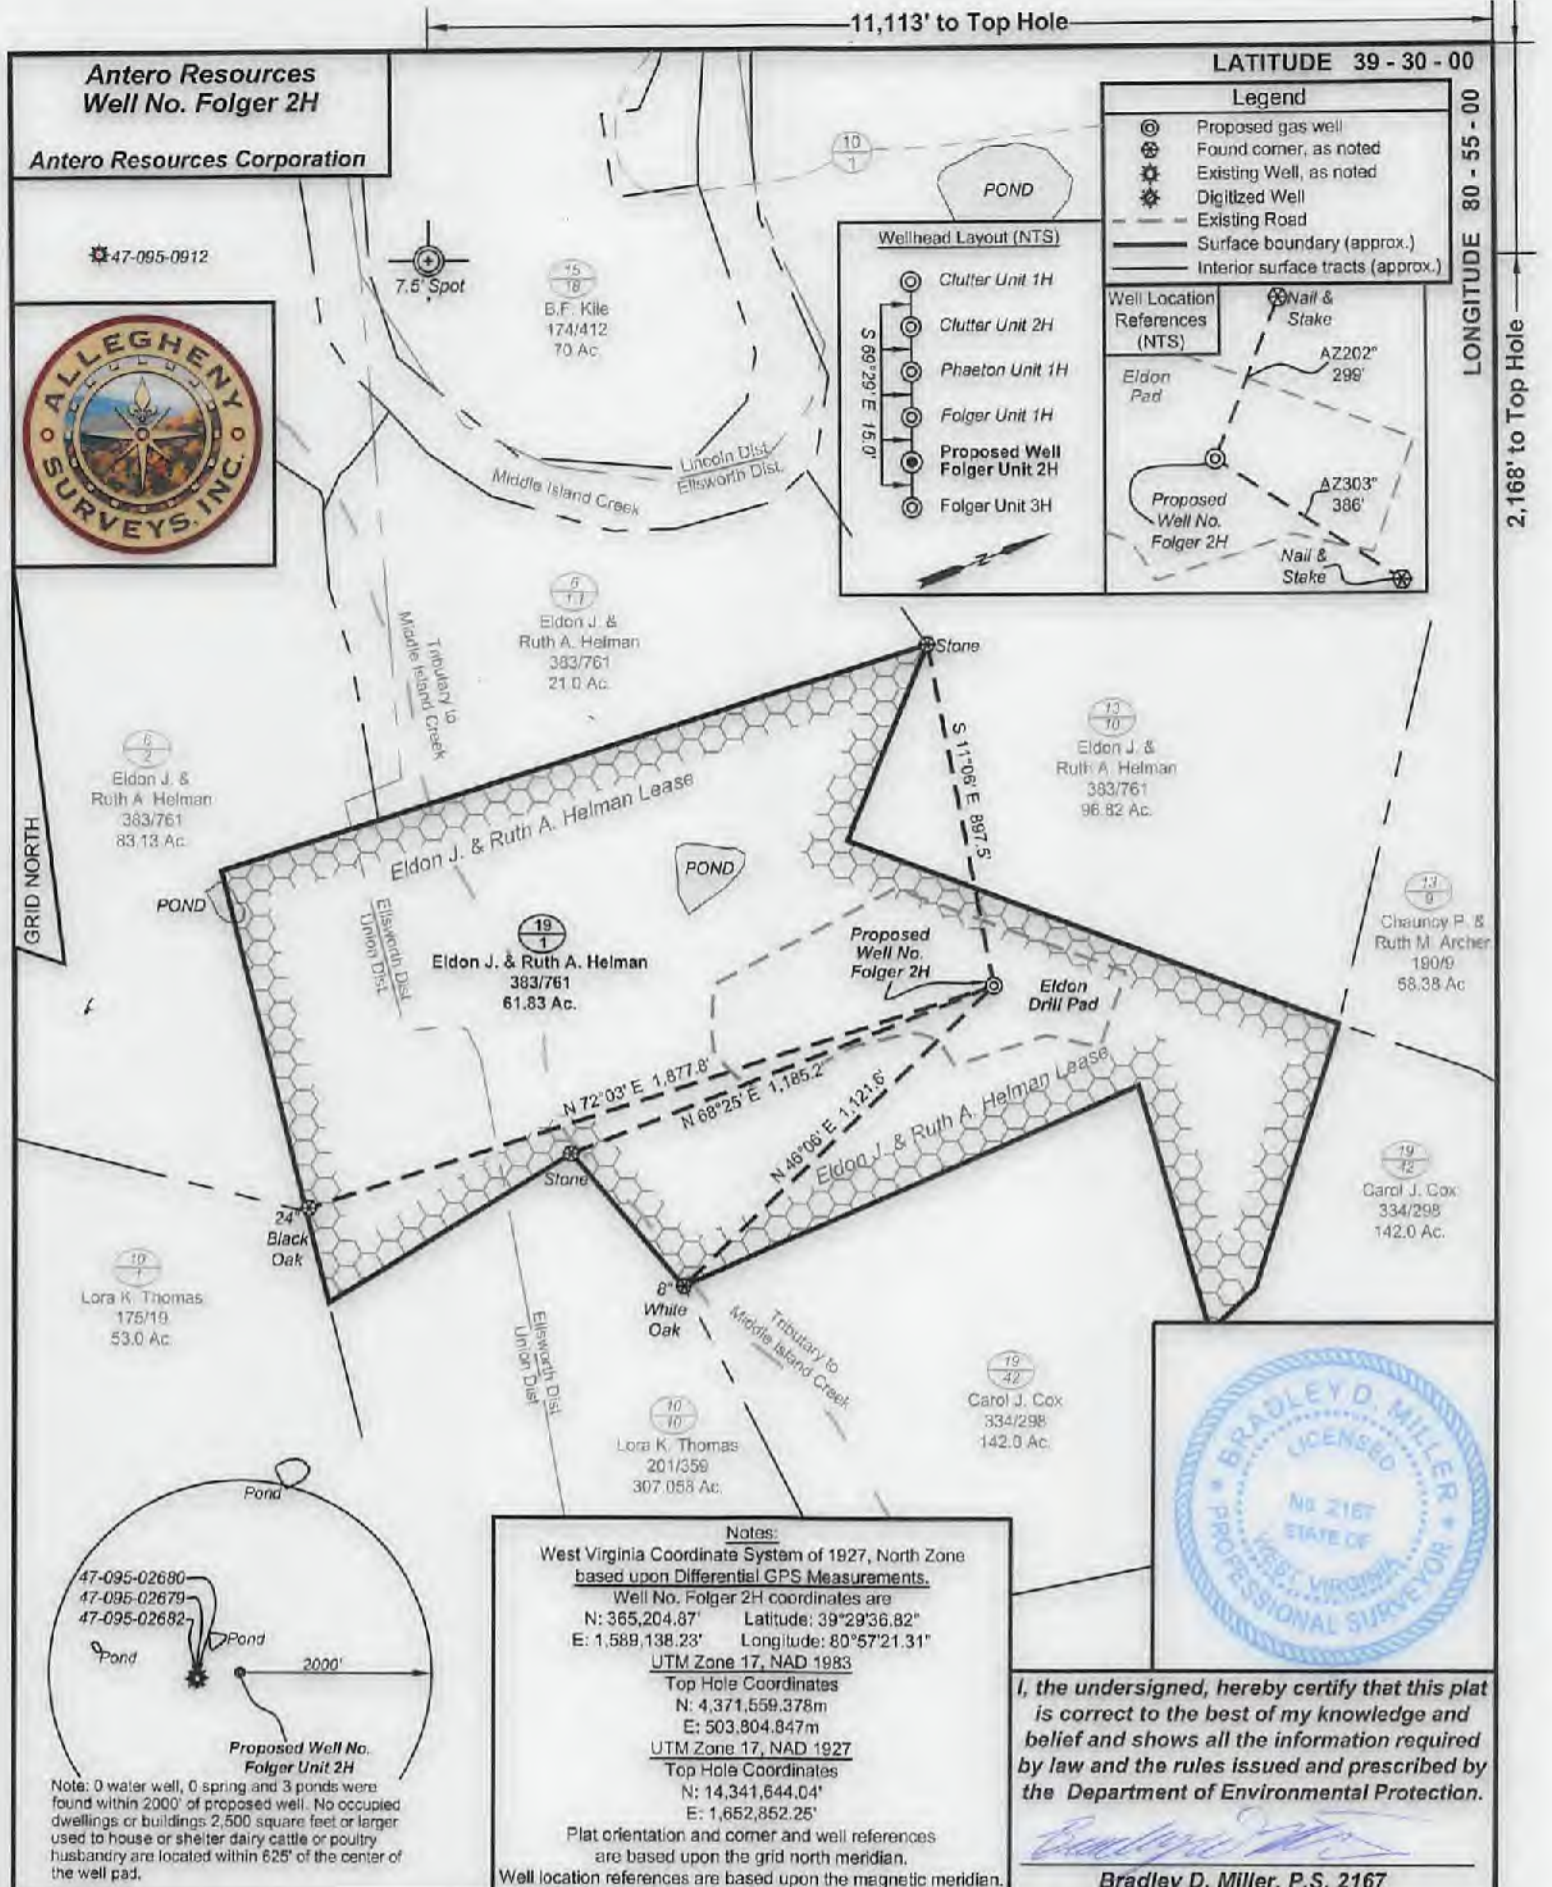 11,113' to Top Hole
Antero Resources
Well No. Folger 2H
Antero Resources Corporation
LATITUDE 39 - 30 - 00
LONGITUDE 80 - 55 - 00
2,168' to Top Hole
Legend
Proposed gas well
Found corner, as noted
Existing Well, as noted
Digitized Well
Existing Road
Surface boundary (approx.)
Interior surface tracts (approx.)
10
1
POND
47-095-0912
7.5' Spot
15
18
B.F. Kile
174/412
70 Ac.
Wellhead Layout (NTS)
Clutter Unit 1H
Clutter Unit 2H
Phaeton Unit 1H
Folger Unit 1H
Proposed Well
Folger Unit 2H
Folger Unit 3H
S 69°29' E 15.0'
N
Well Location
References
(NTS)
Nail &
Stake
AZ202°
299'
Eldon
Pad
AZ303°
386'
Proposed
Well No.
Folger 2H
Nail &
Stake
ALLEGHENY
SURVEYS, INC.
Lincoln Dist.
Ellsworth Dist.
Middle Island Creek
6
1.1
Eldon J. &
Ruth A. Helman
383/761
21.0 Ac.
Tributary to
Middle Island Creek
Stone
13
10
Eldon J. &
Ruth A. Helman
383/761
96.82 Ac.
S 11°06' E 897.5'
6
2
Eldon J. &
Ruth A. Helman
383/761
83.13 Ac.
GRID NORTH
Eldon J. & Ruth A. Helman Lease
POND
POND
Ellsworth Dist.
Union Dist.
19
1
Eldon J. & Ruth A. Helman
383/761
61.83 Ac.
Proposed
Well No.
Folger 2H
Eldon
Drill Pad
13
9
Chauncy P. &
Ruth M. Archer
190/9
58.38 Ac
N 72°03' E 1,877.8'
N 68°25' E 1,185.2'
N 46°06' E 1,121.6'
Eldon J. & Ruth A. Helman Lease
Stone
24"
Black
Oak
19
42
Carol J. Cox
334/298
142.0 Ac.
10
1
Lora K. Thomas
175/19
53.0 Ac.
8"
White
Oak
Ellsworth Dist
Union Dist
Tributary to
Middle Island Creek
19
42
Carol J. Cox
334/298
142.0 Ac.
10
10
Lora K. Thomas
201/359
307.058 Ac.
BRADLEY D. MILLER
LICENSED
No. 2167
STATE OF
WEST VIRGINIA
PROFESSIONAL SURVEYOR
Pond
47-095-02680
47-095-02679
47-095-02682
Pond
Pond
2000'
Proposed Well No.
Folger Unit 2H
Note: 0 water well, 0 spring and 3 ponds were
found within 2000' of proposed well. No occupied
dwellings or buildings 2,500 square feet or larger
used to house or shelter dairy cattle or poultry
husbandry are located within 625' of the center of
the well pad.
Notes:
West Virginia Coordinate System of 1927, North Zone
based upon Differential GPS Measurements.
Well No. Folger 2H coordinates are
N: 365,204.87' Latitude: 39°29'36.82"
E: 1,589,138.23' Longitude: 80°57'21.31"
UTM Zone 17, NAD 1983
Top Hole Coordinates
N: 4,371,559.378m
E: 503,804.847m
UTM Zone 17, NAD 1927
Top Hole Coordinates
N: 14,341,644.04'
E: 1,652,852.25'
Plat orientation and corner and well references
are based upon the grid north meridian.
Well location references are based upon the magnetic meridian.
I, the undersigned, hereby certify that this plat
is correct to the best of my knowledge and
belief and shows all the information required
by law and the rules issued and prescribed by
the Department of Environmental Protection.
Bradley D. Miller, P.S. 2167